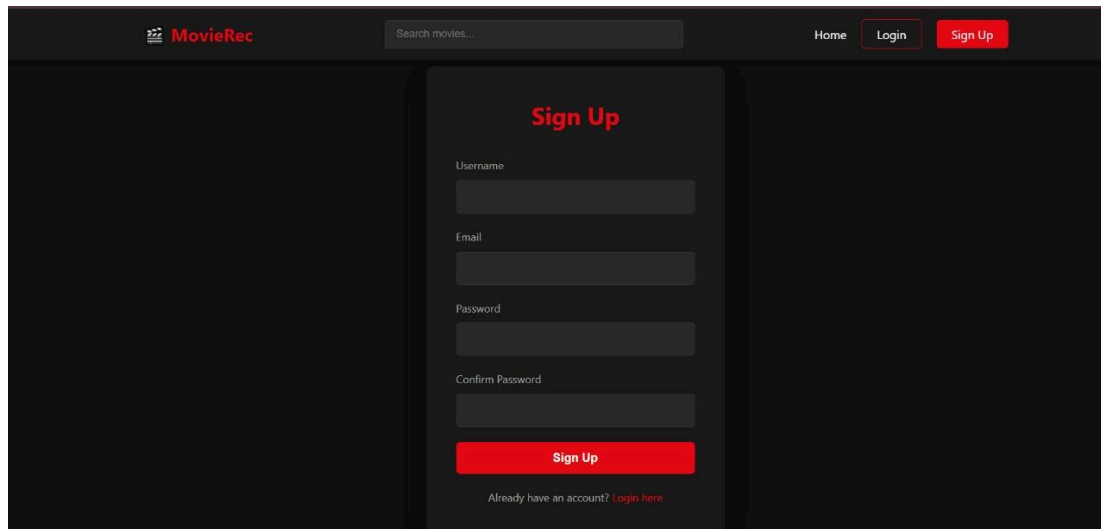 MovieRec
Search movies...
Home
Login
Sign Up
Sign Up
Username
Email
Password
Confirm Password
Sign Up
Already have an account? Login here